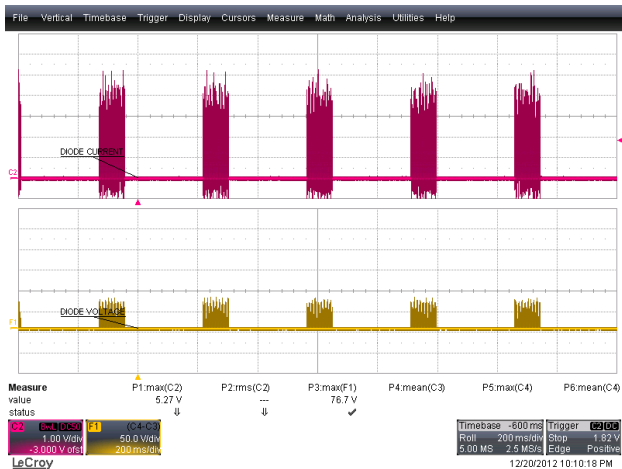 File Vertical Timebase Trigger Display Cursors Measure Math Analysis Utilities Help
DIODE CURRENT
C2
DIODE VOLTAGE
F1
Measure P1:max(C2) P2:rms(C2) P3:max(F1) P4:mean(C3) P5:max(C4) P6:mean(C4)
value 5.27 V --- 76.7 V
status
C2 BwL DC50 F1 (C4-C3) Timebase -600 ms Trigger C2 DC
1.00 V/div 50.0 V/div Roll 200 ms/div Stop 1.82 V
-3.000 V ofst 200 ms/div 5.00 MS 2.5 MS/s Edge Positive
LeCroy 12/20/2012 10:10:18 PM